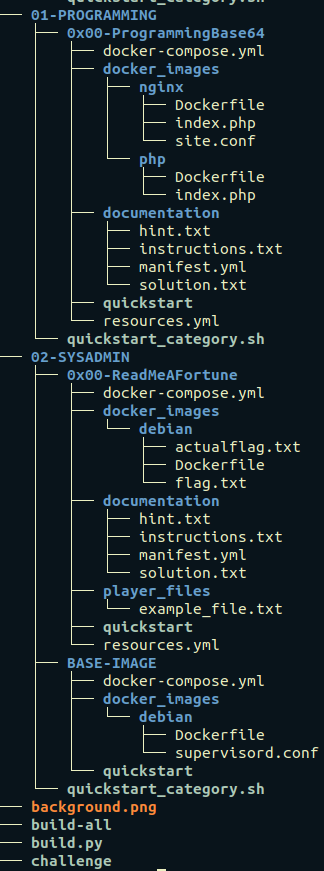 quickstart_category.sh
01-PROGRAMMING
0x00-ProgrammingBase64
docker-compose.yml
docker_images
nginx
Dockerfile
index.php
site.conf
php
Dockerfile
index.php
documentation
hint.txt
instructions.txt
manifest.yml
solution.txt
quickstart
resources.yml
quickstart_category.sh
02-SYSADMIN
0x00-ReadMeAFortune
docker-compose.yml
docker_images
debian
actualflag.txt
Dockerfile
flag.txt
documentation
hint.txt
instructions.txt
manifest.yml
solution.txt
player_files
example_file.txt
quickstart
resources.yml
BASE-IMAGE
docker-compose.yml
docker_images
debian
Dockerfile
supervisord.conf
quickstart
quickstart_category.sh
background.png
build-all
build.py
challenge